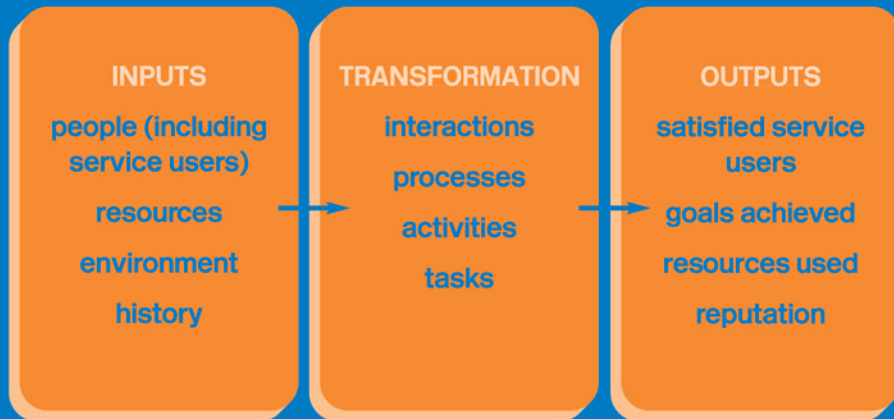 INPUTS
people (including
service users)
resources
environment
history
TRANSFORMATION
interactions
processes
activities
tasks
OUTPUTS
satisfied service
users
goals achieved
resources used
reputation